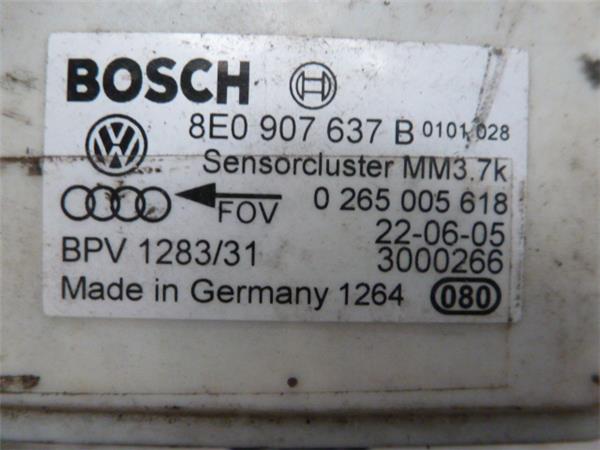 BOSCH
8E0 907 637 B 0101 028
Sensorcluster MM3.7k
FOV 0 265 005 618
22-06-05
BPV 1283/31 3000266
Made in Germany 1264 080